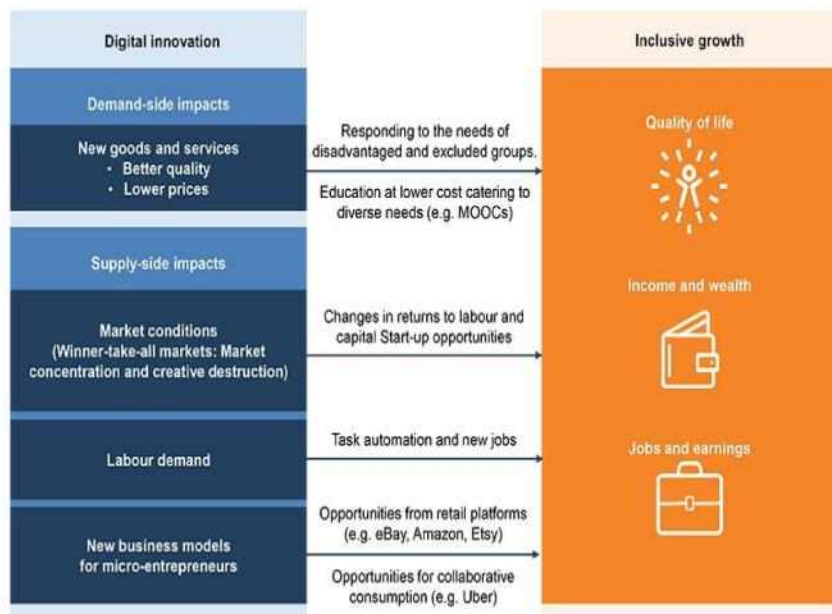 Digital innovation
Inclusive growth
Demand-side impacts
New goods and services
• Better quality
• Lower prices
Responding to the needs of
disadvantaged and excluded groups.
Education at lower cost catering to
diverse needs (e.g. MOOCs)
Quality of life
Supply-side impacts
Market conditions
(Winner-take-all markets: Market
concentration and creative destruction)
Changes in returns to labour and
capital Start-up opportunities
Income and wealth
Labour demand
Task automation and new jobs
Jobs and earnings
New business models
for micro-entrepreneurs
Opportunities from retail platforms
(e.g. eBay, Amazon, Etsy)
Opportunities for collaborative
consumption (e.g. Uber)